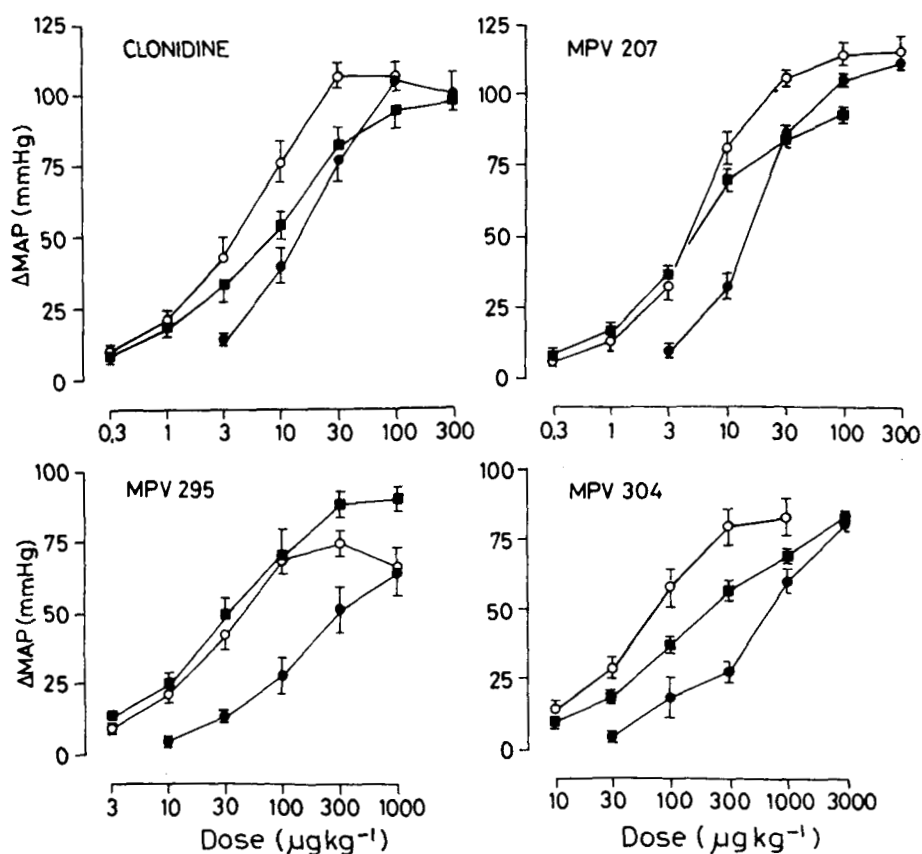 125
100
75
50
25
0
ΔMAP (mmHg)
CLONIDINE
0,3 1 3 10 30 100 300
125
100
75
50
25
0
MPV 207
0,3 1 3 10 30 100 300
100
75
50
25
0
ΔMAP (mmHg)
MPV 295
3 10 30 100 300 1000
Dose (μg kg⁻¹)
100
75
50
25
0
MPV 304
10 30 100 300 1000 3000
Dose (μg kg⁻¹)